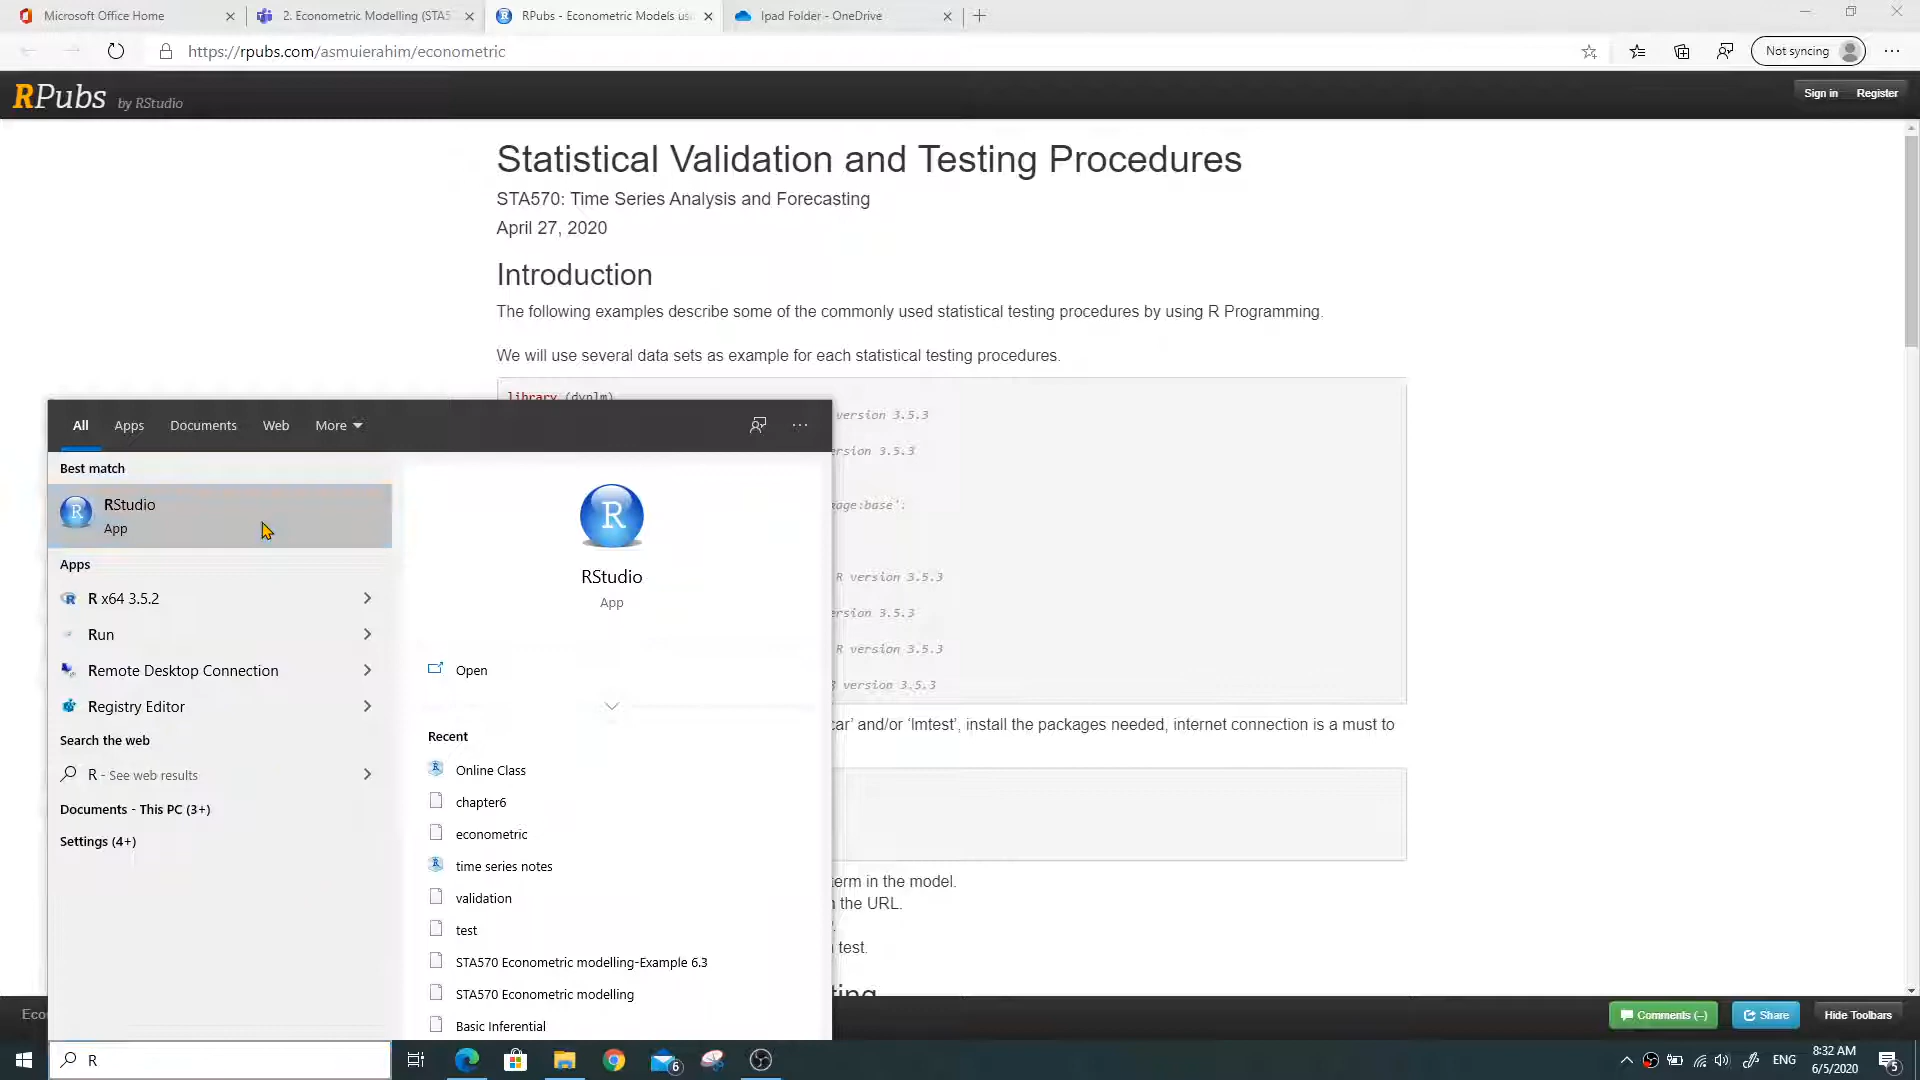 Microsoft Office Home
2. Econometric Modelling (STA5
RPubs - Econometric Models us
Ipad Folder - OneDrive
https://rpubs.com/asmuierahim/econometric
Not syncing
RPubs by RStudio
Sign in
Register
Statistical Validation and Testing Procedures
STA570: Time Series Analysis and Forecasting
April 27, 2020
Introduction
The following examples describe some of the commonly used statistical testing procedures by using R Programming.
We will use several data sets as example for each statistical testing procedures.
library (dynlm)
version 3.5.3
rsion 3.5.3
age:base':
R version 3.5.3
rsion 3.5.3
R version 3.5.3
version 3.5.3
car’ and/or ‘lmtest’, install the packages needed, internet connection is a must to
term in the model.
the URL.
test.
ting
All
Apps
Documents
Web
More
Best match
RStudio
App
Apps
R x64 3.5.2
Run
Remote Desktop Connection
Registry Editor
Search the web
R - See web results
Documents - This PC (3+)
Settings (4+)
RStudio
App
Open
Recent
Online Class
chapter6
econometric
time series notes
validation
test
STA570 Econometric modelling-Example 6.3
STA570 Econometric modelling
Basic Inferential
Eco
Comments (–)
Share
Hide Toolbars
R
6
ENG
8:32 AM
6/5/2020
5